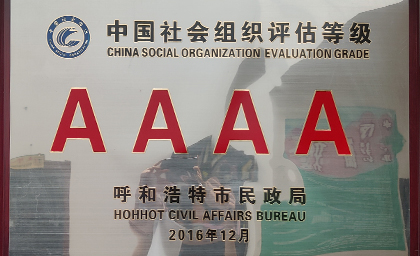 中国社会组织评估等级
CHINA SOCIAL ORGANIZATION EVALUATION GRADE
AAAA
呼和浩特市民政局
HOHHOT CIVIL AFFAIRS BUREAU
2016年12月